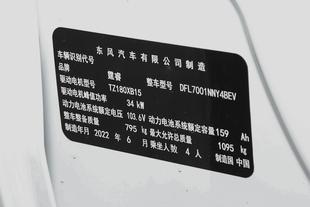 东风汽车有限公司制造
车辆识别代号
品牌 聚睿 整车型号 DFL7001NNY4BEV
驱动电机型号 TZ180XB15
驱动电机峰值功率 34 kW
动力电池系统额定电压 103.6V 动力电池系统额定容量159 Ah
整车整备质量 795 kg 最大允许总质量 1095 kg
制造年月 2022 年 6 月 乘坐人数 4 人 制造国 中国